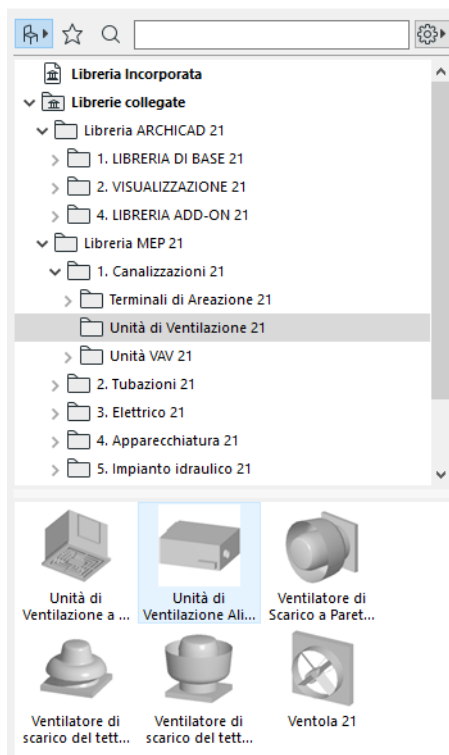 Libreria Incorporata
Librerie collegate
Libreria ARCHICAD 21
1. LIBRERIA DI BASE 21
2. VISUALIZZAZIONE 21
4. LIBRERIA ADD-ON 21
Libreria MEP 21
1. Canalizzazioni 21
Terminali di Areazione 21
Unità di Ventilazione 21
Unità VAV 21
2. Tubazioni 21
3. Elettrico 21
4. Apparecchiatura 21
5. Impianto idraulico 21
Unità di
Ventilazione a ...
Unità di
Ventilazione Ali...
Ventilatore di
Scarico a Paret...
Ventilatore di
scarico del tett...
Ventilatore di
scarico del tett...
Ventola 21